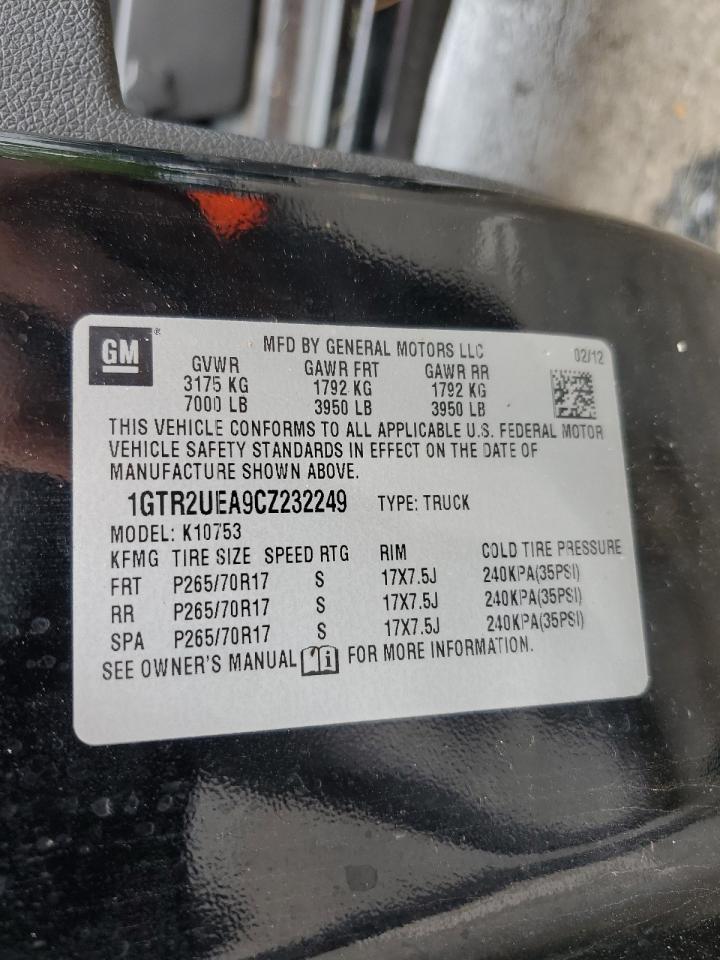 GM ®
MFD BY GENERAL MOTORS LLC 02/12
GVWR GAWR FRT GAWR RR
3175 KG 1792 KG 1792 KG
7000 LB 3950 LB 3950 LB
THIS VEHICLE CONFORMS TO ALL APPLICABLE U.S. FEDERAL MOTOR
VEHICLE SAFETY STANDARDS IN EFFECT ON THE DATE OF
MANUFACTURE SHOWN ABOVE.
1GTR2UEA9CZ232249 TYPE: TRUCK
MODEL: K10753
KFMG TIRE SIZE SPEED RTG RIM COLD TIRE PRESSURE
FRT P265/70R17 S 17X7.5J 240KPA(35PSI)
RR P265/70R17 S 17X7.5J 240KPA(35PSI)
SPA P265/70R17 S 17X7.5J 240KPA(35PSI)
SEE OWNER'S MANUAL i FOR MORE INFORMATION.